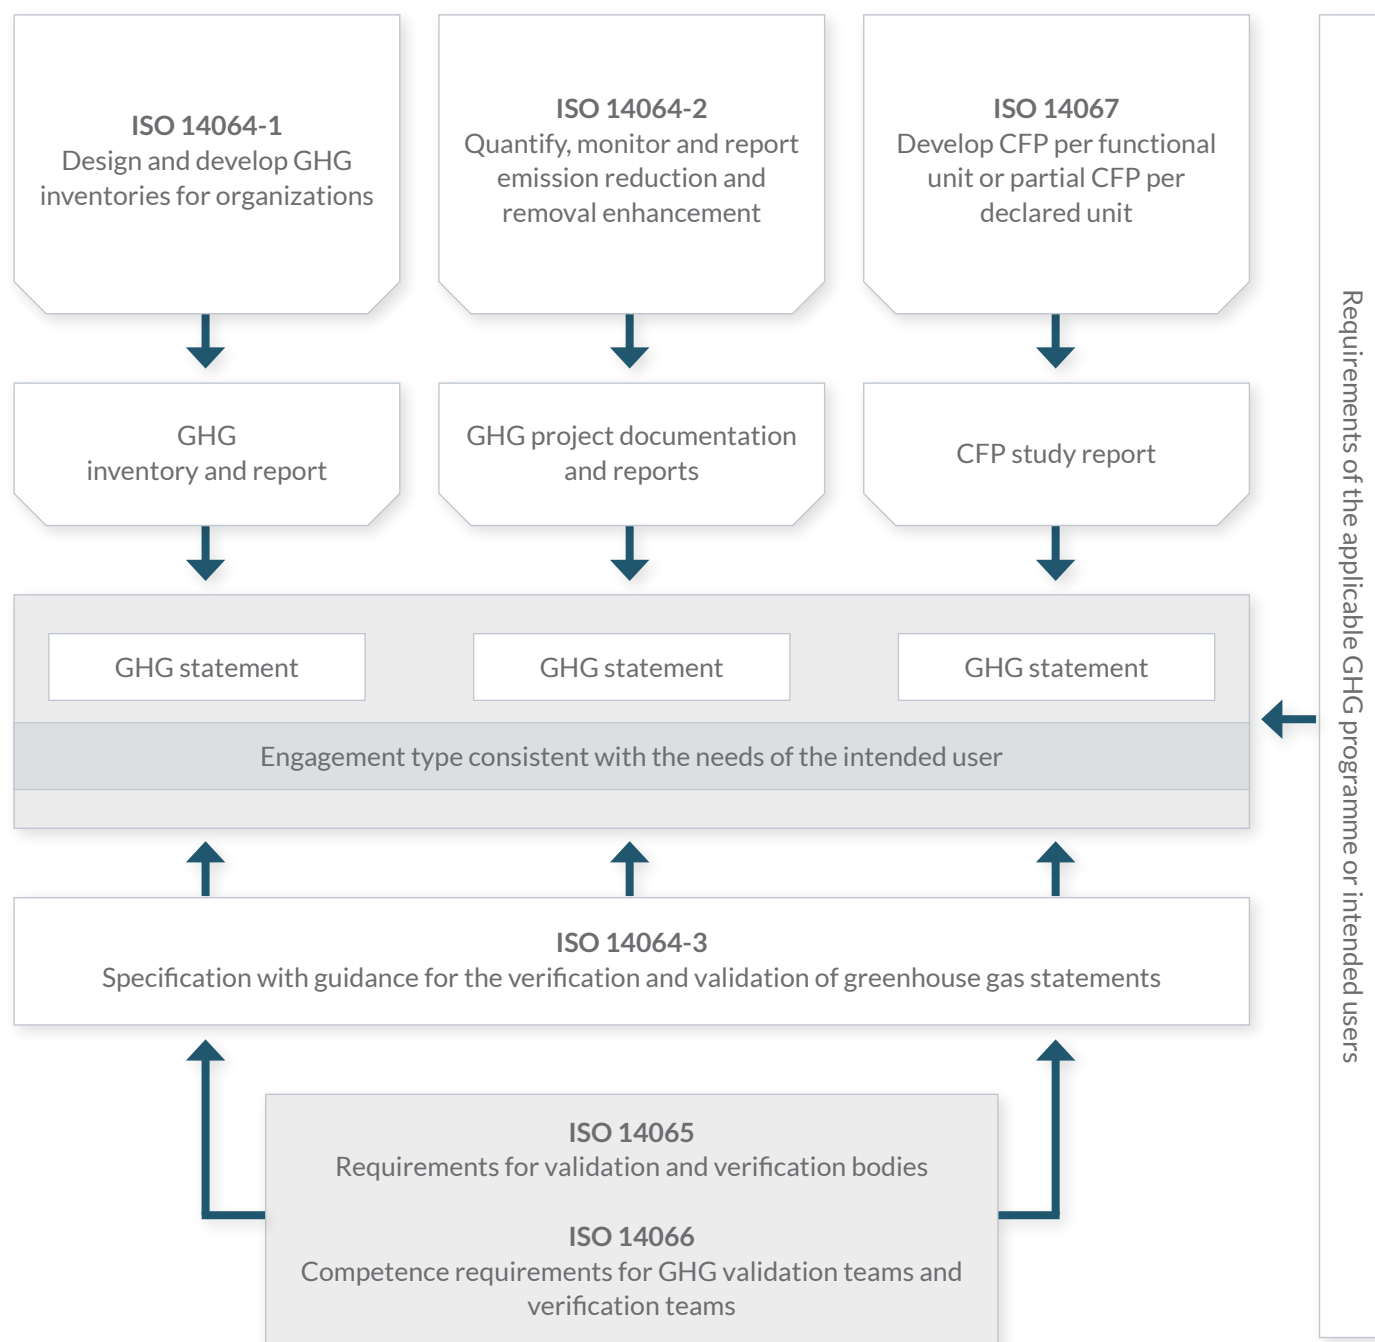 ISO 14064-1
Design and develop GHG
inventories for organizations
ISO 14064-2
Quantify, monitor and report
emission reduction and
removal enhancement
ISO 14067
Develop CFP per functional
unit or partial CFP per
declared unit
GHG
inventory and report
GHG project documentation
and reports
CFP study report
GHG statement
GHG statement
GHG statement
Engagement type consistent with the needs of the intended user
ISO 14064-3
Specification with guidance for the verification and validation of greenhouse gas statements
ISO 14065
Requirements for validation and verification bodies
ISO 14066
Competence requirements for GHG validation teams and
verification teams
Requirements of the applicable GHG programme or intended users